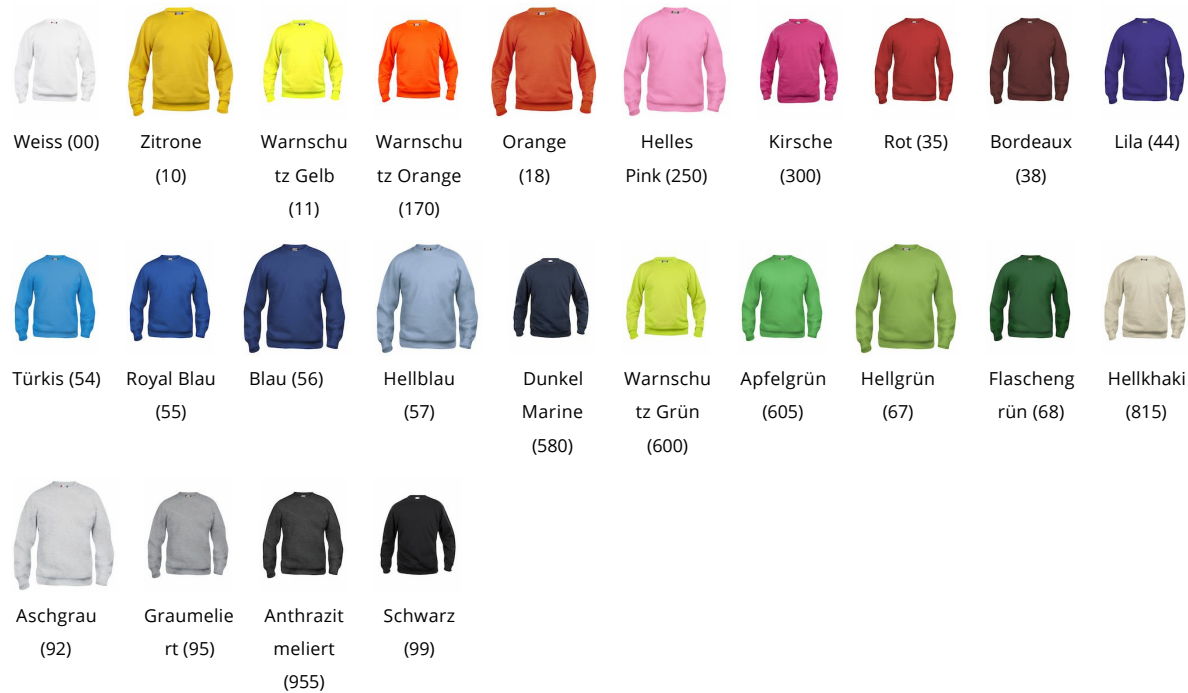 Weiss (00)
Zitrone
(10)
Warnschu
tz Gelb
(11)
Warnschu
tz Orange
(170)
Orange
(18)
Helles
Pink (250)
Kirsche
(300)
Rot (35)
Bordeaux
(38)
Lila (44)
Türkis (54)
Royal Blau
(55)
Blau (56)
Hellblau
(57)
Dunkel
Marine
(580)
Warnschu
tz Grün
(600)
Apfelgrün
(605)
Hellgrün
(67)
Flascheng
rün (68)
Hellkhaki
(815)
Aschgrau
(92)
Graumelie
rt (95)
Anthrazit
meliert
(955)
Schwarz
(99)